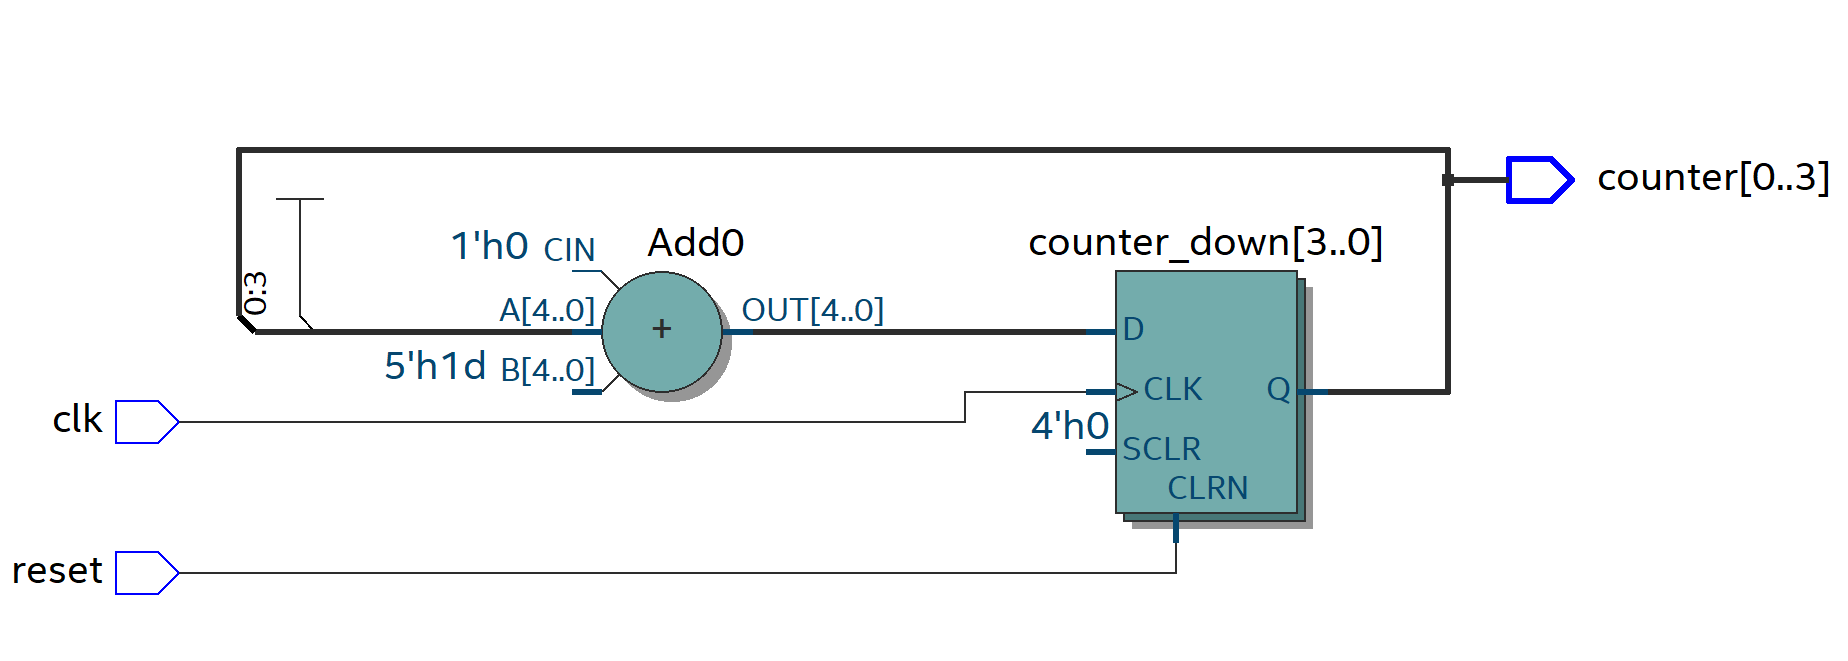 counter[0..3]
0:3
1'h0 CIN
Add0
counter_down[3..0]
A[4..0]
+
OUT[4..0]
D
5'h1d B[4..0]
CLK
Q
clk
4'h0
SCLR
CLRN
reset